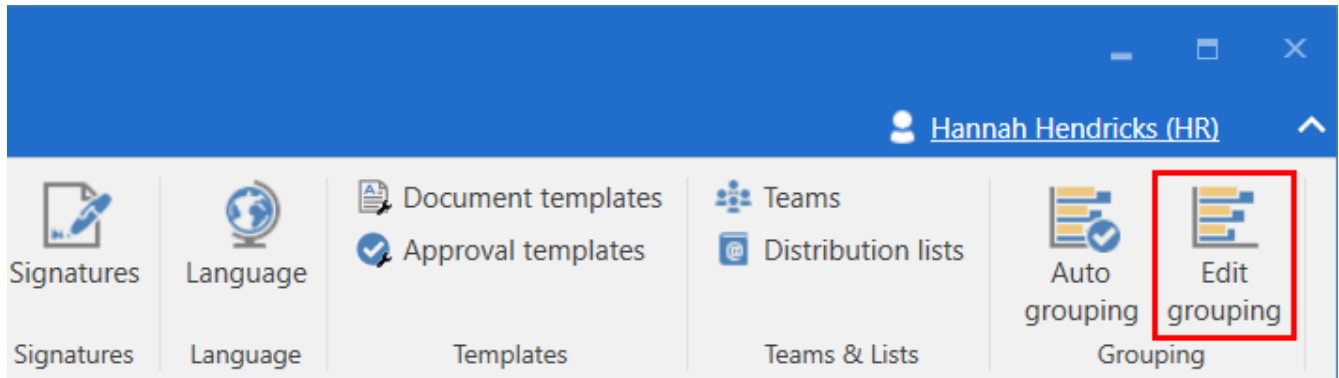 Hannah Hendricks (HR)
Document templates
Teams
Approval templates
Distribution lists
Signatures
Language
Auto
grouping
Edit
grouping
Signatures
Language
Templates
Teams & Lists
Grouping